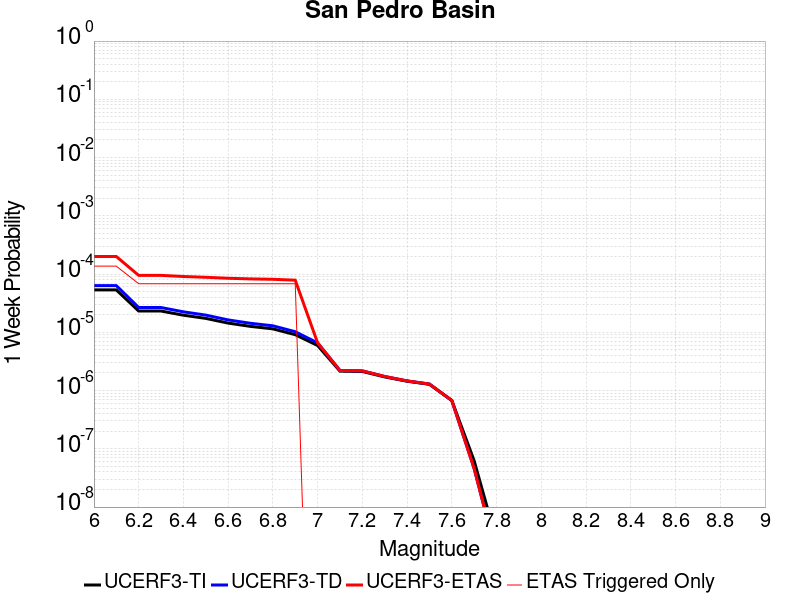 San Pedro Basin
10^0
10^-1
10^-2
10^-3
10^-4
10^-5
10^-6
10^-7
10^-8
1 Week Probability
6 6.2 6.4 6.6 6.8 7 7.2 7.4 7.6 7.8 8 8.2 8.4 8.6 8.8 9
Magnitude
UCERF3-TI UCERF3-TD UCERF3-ETAS ETAS Triggered Only